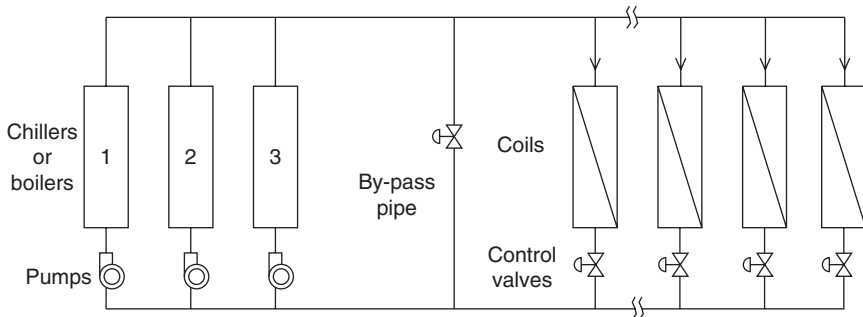 Chillers
or
boilers
1
2
3
By-pass
pipe
Coils
Pumps
Control
valves